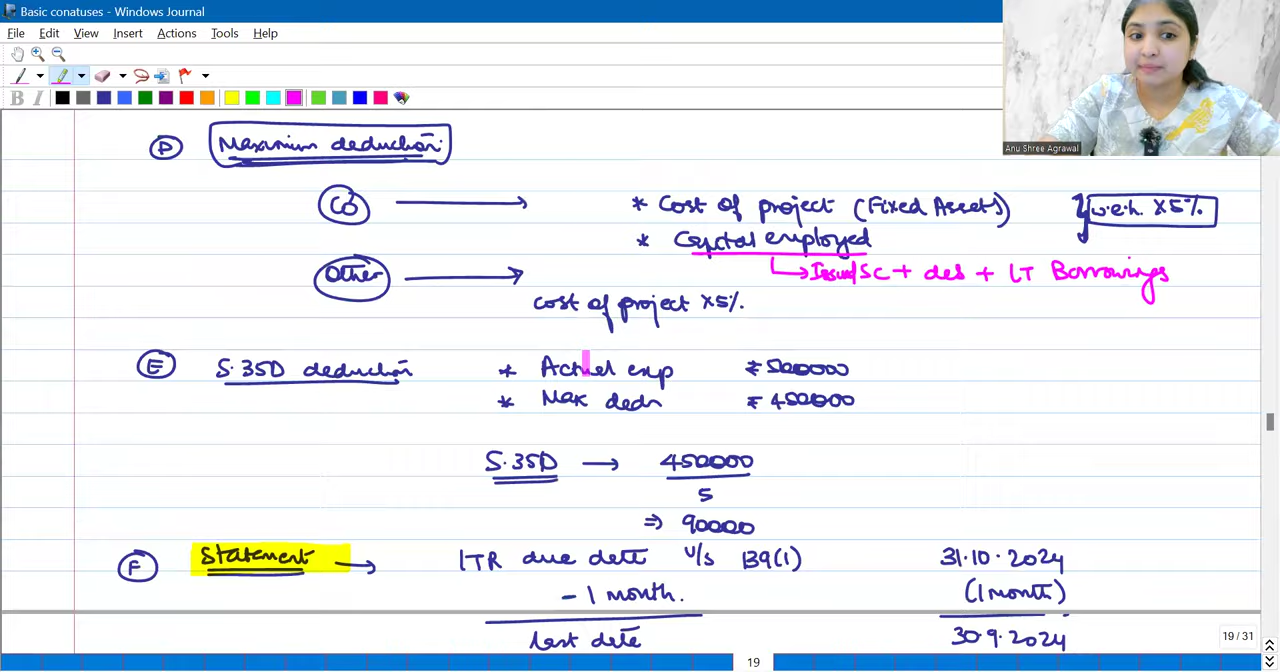 Basic conatuses - Windows Journal
File Edit View Insert Actions Tools Help
B I
Anu Shree Agrawal
D Maximum deduction:
Co → * Cost of project (Fixed Assets) w.e.h. X5%
* Capital employed
Issued SC + deb + LT Borrowings
Other →
cost of project X5%.
E S.35D deduction * Actual exp ₹500000
* Max dedn ₹450000
S.35D → 450000
5
⇒ 90000
F Statement → ITR due date u/s 139(1) 31.10.2024
- 1 month. (1 month)
last date 30.9.2024
19 / 31
19